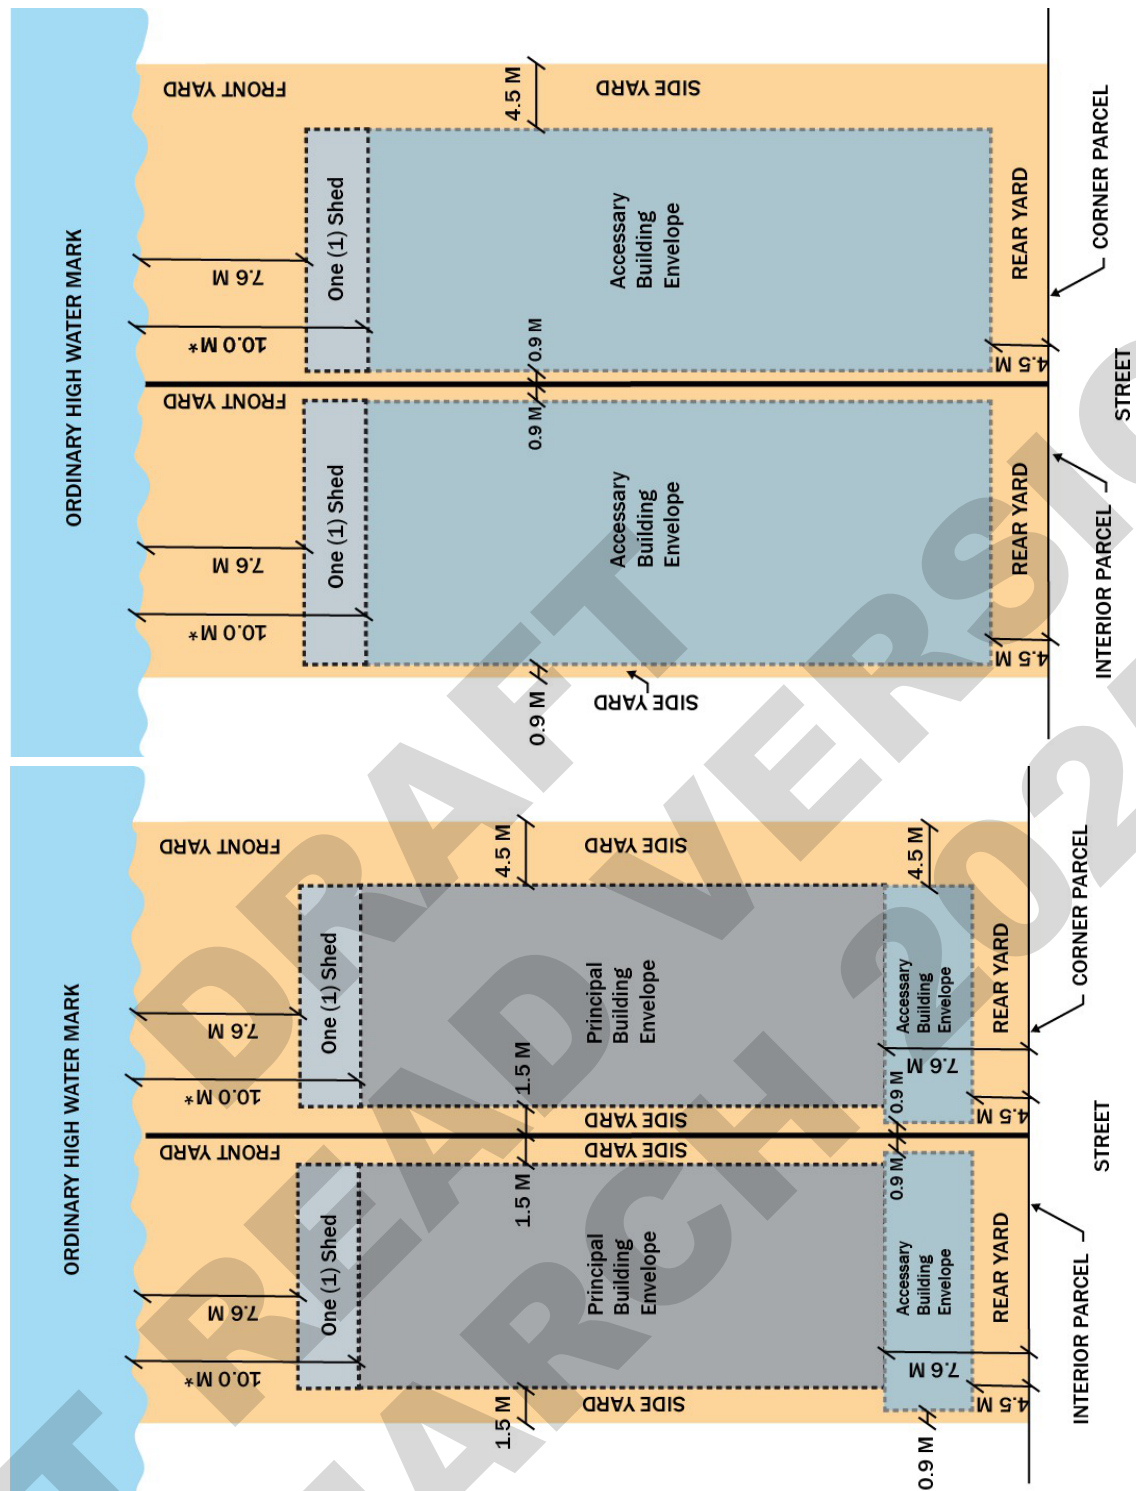 ORDINARY HIGH WATER MARK
FRONT YARD
7.6 M
10.0 M*
One (1) Shed
4.5 M
SIDE YARD
Accessary
Building
Envelope
0.9 M
REAR YARD
4.5 M
CORNER PARCEL
FRONT YARD
7.6 M
10.0 M*
One (1) Shed
0.9 M
Accessary
Building
Envelope
0.9 M
SIDE YARD
REAR YARD
4.5 M
INTERIOR PARCEL
STREET
ORDINARY HIGH WATER MARK
FRONT YARD
7.6 M
10.0 M*
One (1) Shed
4.5 M
SIDE YARD
Principal
Building
Envelope
1.5 M
SIDE YARD
4.5 M
Accessary
Building
Envelope
7.6 M
0.9 M
REAR YARD
4.5 M
CORNER PARCEL
FRONT YARD
7.6 M
10.0 M*
One (1) Shed
SIDE YARD
1.5 M
Principal
Building
Envelope
1.5 M
SIDE YARD
0.9 M
Accessary
Building
Envelope
7.6 M
0.9 M
REAR YARD
4.5 M
INTERIOR PARCEL
STREET
DRAFT
READ VERSIO
ARCH 202